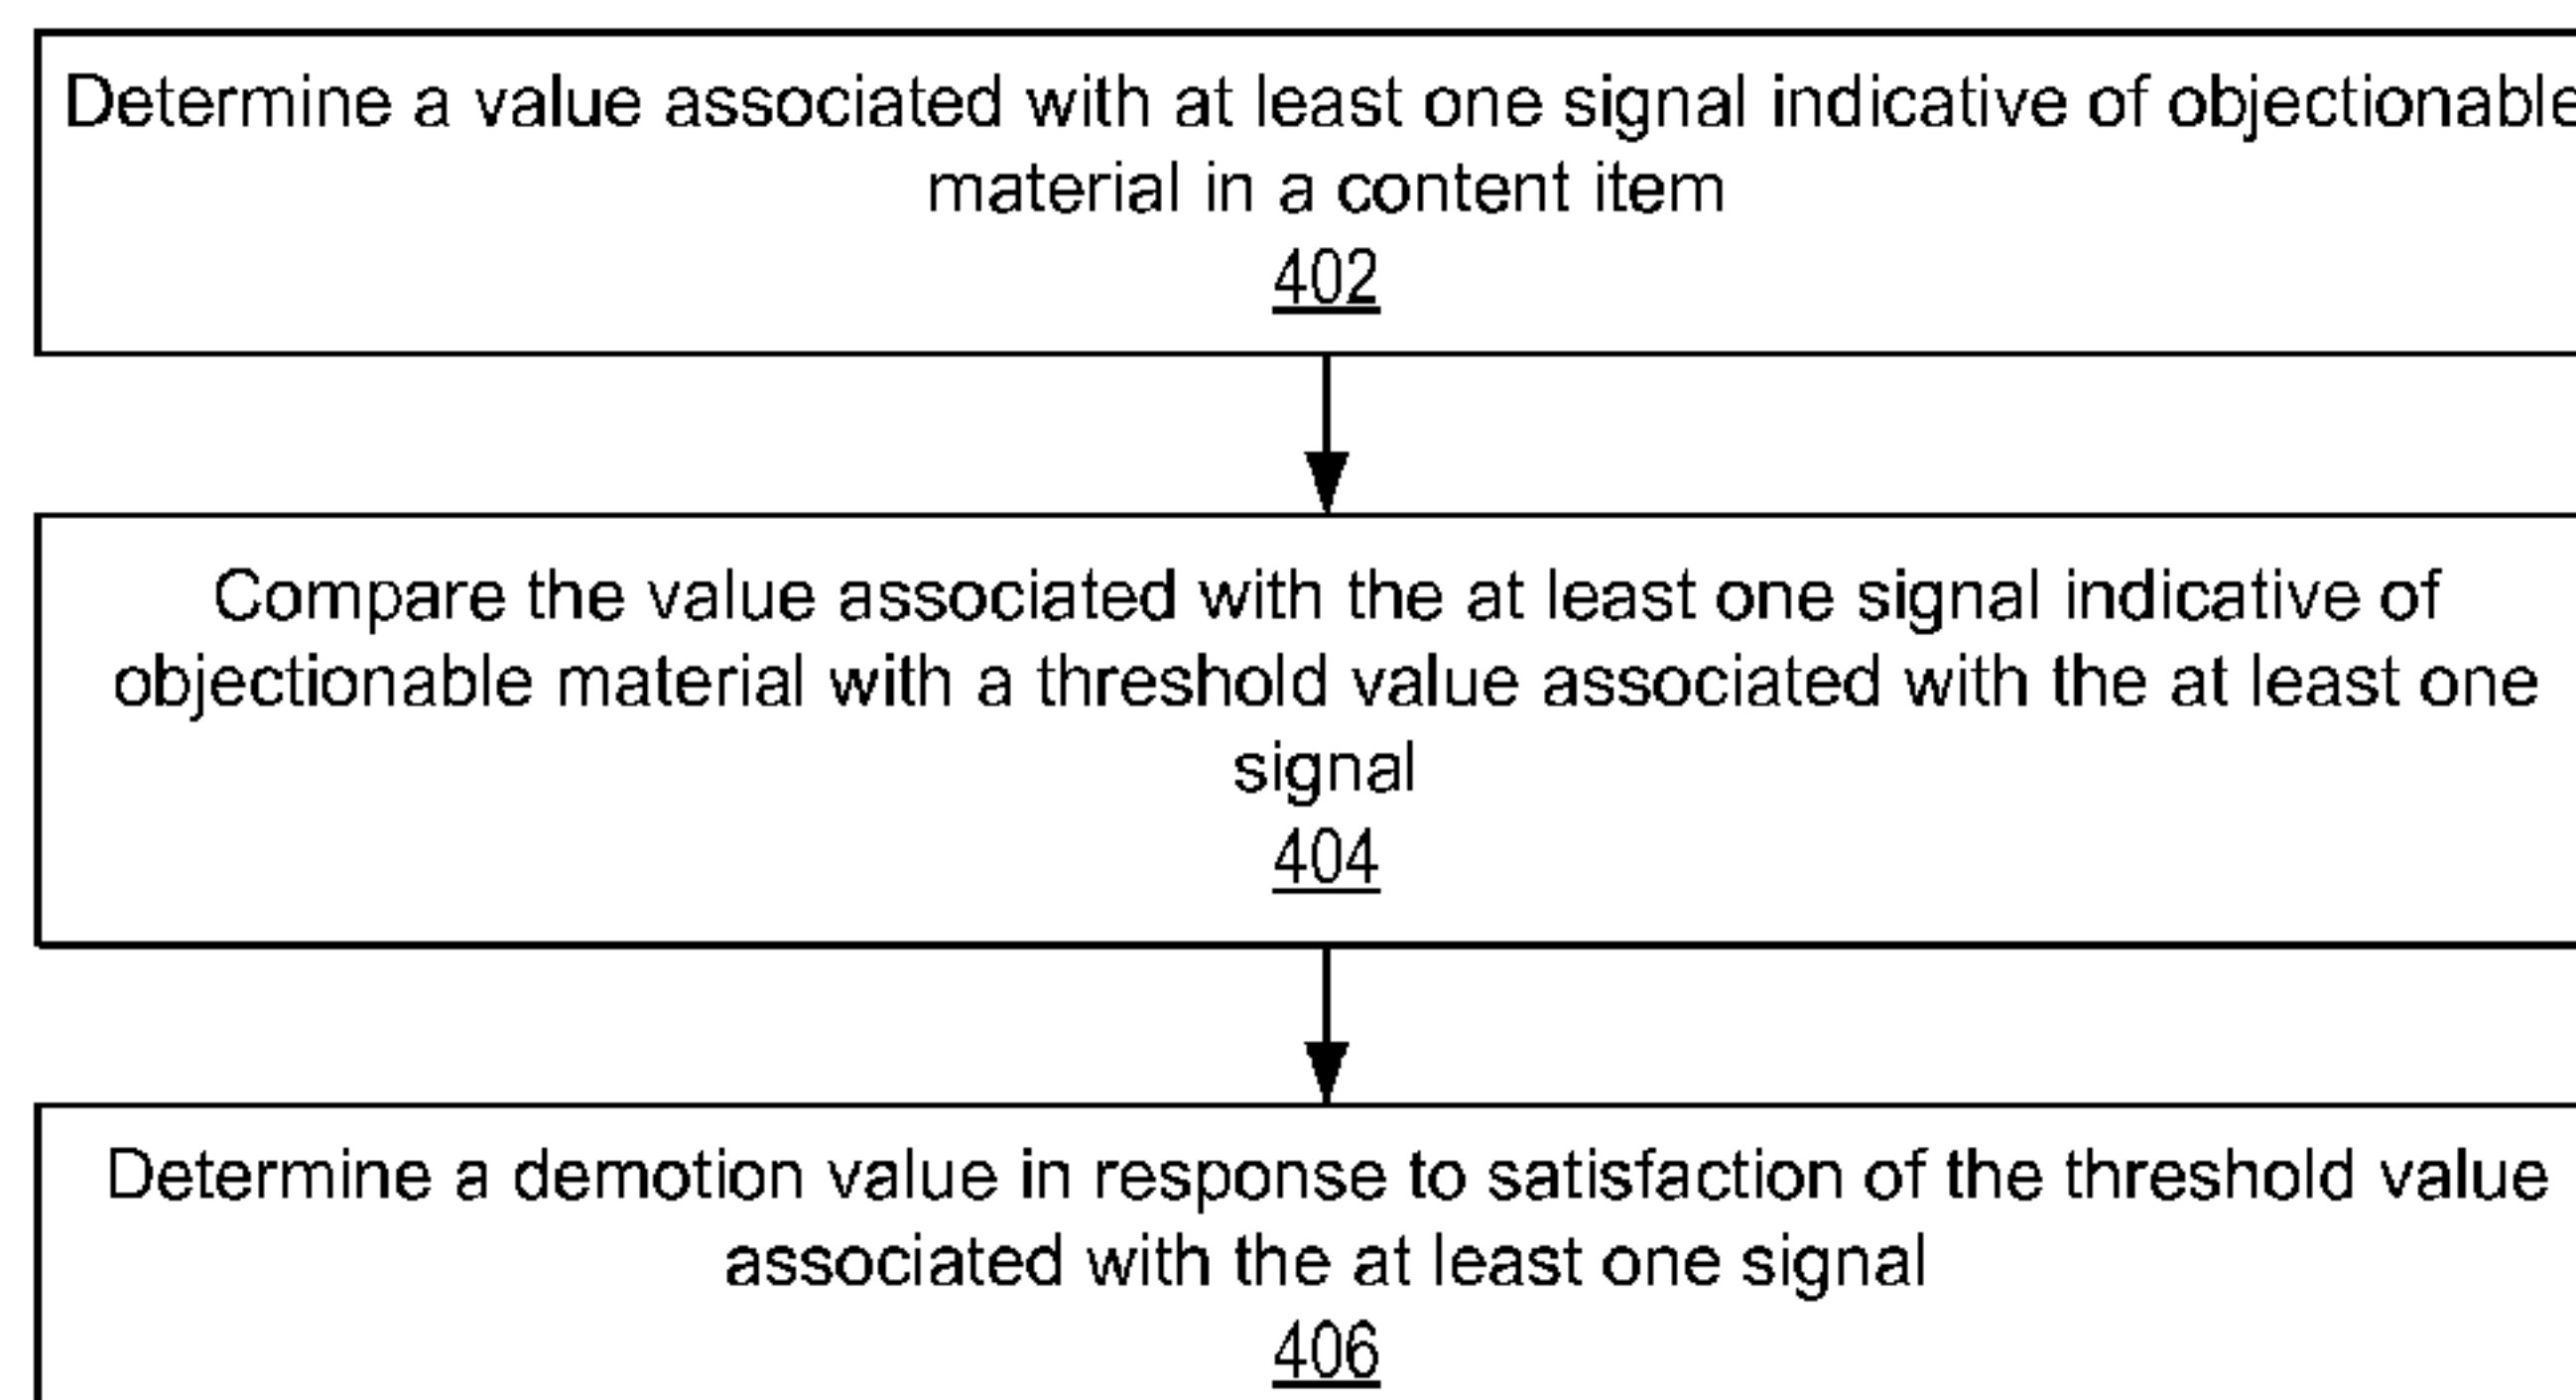 Determine a value associated with at least one signal indicative of objectionable
material in a content item
402
Compare the value associated with the at least one signal indicative of
objectionable material with a threshold value associated with the at least one
signal
404
Determine a demotion value in response to satisfaction of the threshold value
associated with the at least one signal
406